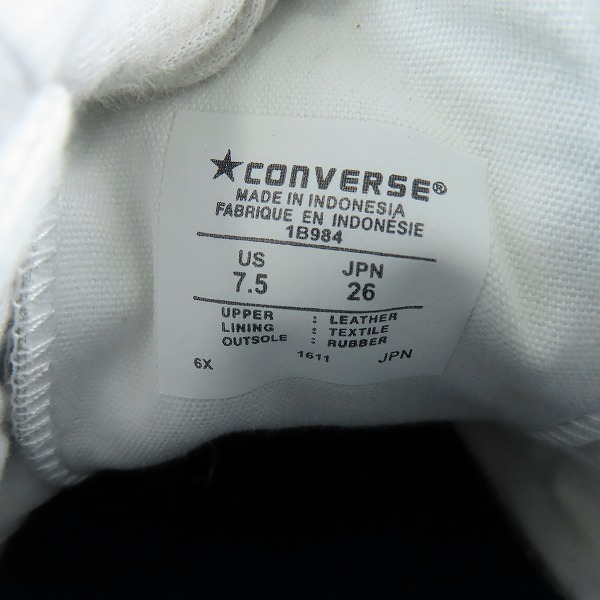 ★CONVERSE®
MADE IN INDONESIA
FABRIQUE EN INDONÉSIE
1B984
US JPN
7.5 26
UPPER : LEATHER
LINING : TEXTILE
OUTSOLE : RUBBER
6X 1611 JPN